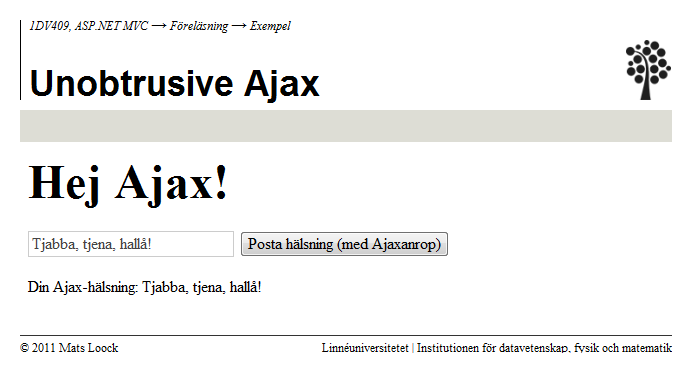 1DV409, ASP.NET MVC → Föreläsning → Exempel
Unobtrusive Ajax
Hej Ajax!
Tjabba, tjena, hallå! Posta hälsning (med Ajaxanrop)
Din Ajax-hälsning: Tjabba, tjena, hallå!
© 2011 Mats Loock Linnéuniversitetet | Institutionen för datavetenskap, fysik och matematik